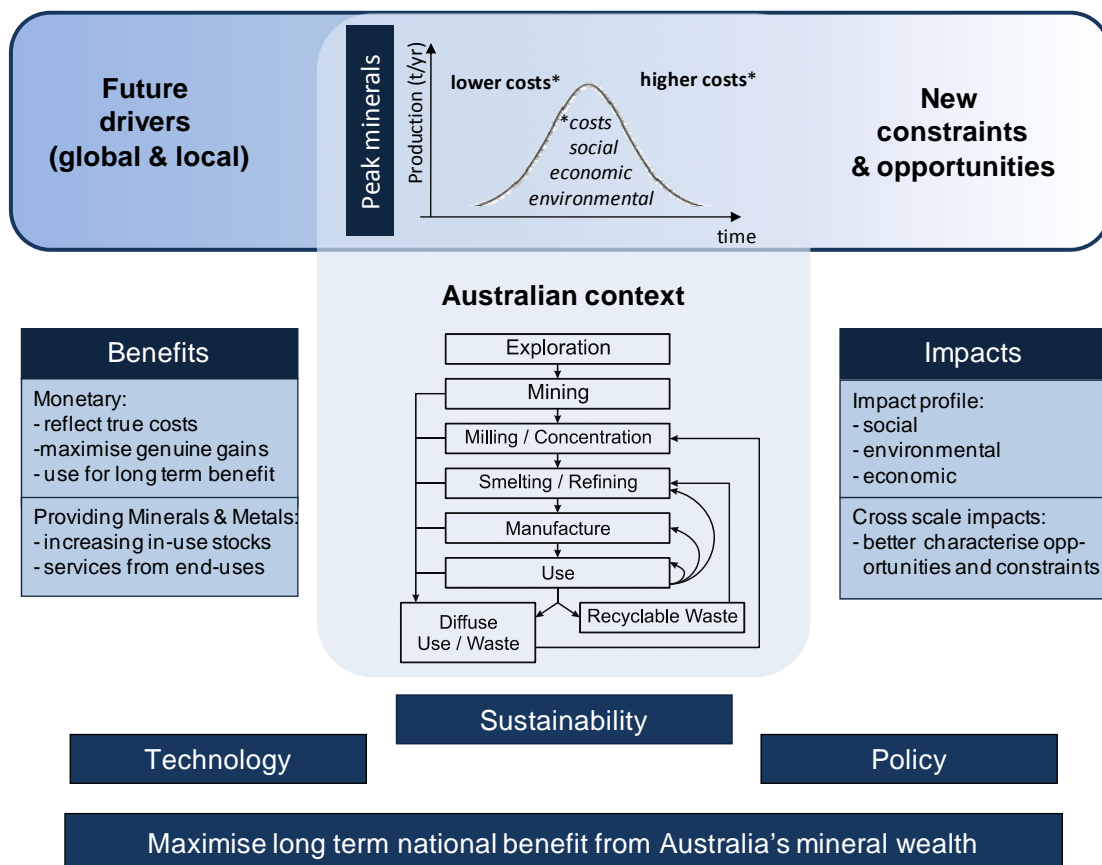 Future
drivers
(global & local)
Peak minerals
Production (t/yr)
lower costs*
higher costs*
*costs
social
economic
environmental
time
New
constraints
& opportunities
Australian context
Benefits
Monetary:
- reflect true costs
-maximise genuine gains
- use for long term benefit
Providing Minerals & Metals:
- increasing in-use stocks
- services from end-uses
Exploration
Mining
Milling / Concentration
Smelting / Refining
Manufacture
Use
Diffuse
Use / Waste
Recyclable Waste
Impacts
Impact profile:
- social
- environmental
- economic
Cross scale impacts:
- better characterise opp-
ortunities and constraints
Sustainability
Technology
Policy
Maximise long term national benefit from Australia’s mineral wealth